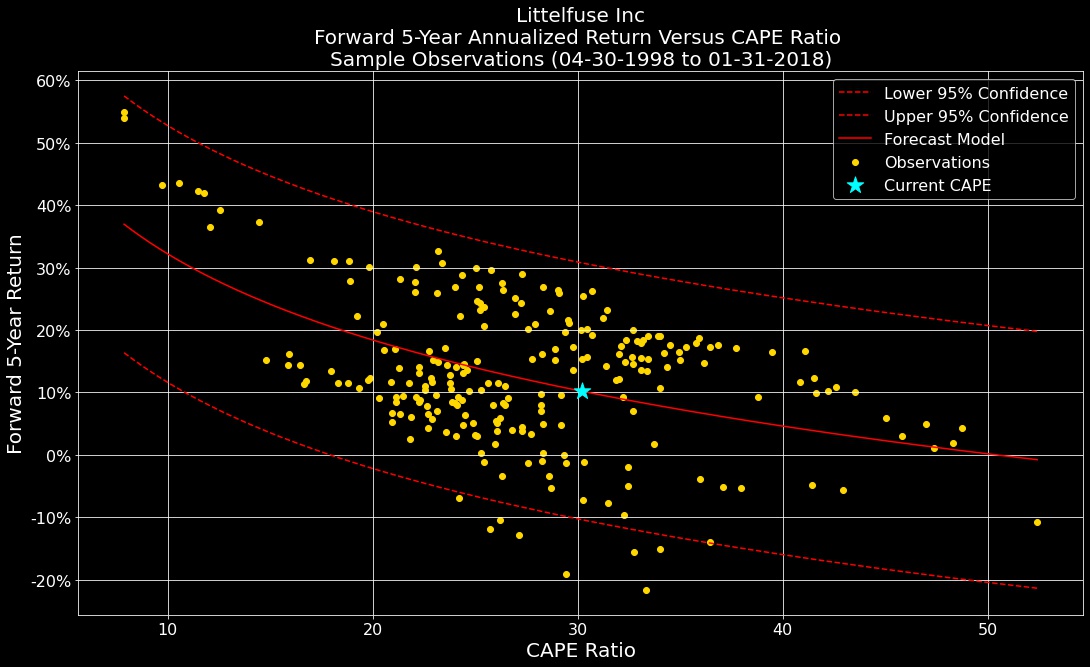 Littelfuse Inc
Forward 5-Year Annualized Return Versus CAPE Ratio
Sample Observations (04-30-1998 to 01-31-2018)
Lower 95% Confidence
Upper 95% Confidence
Forecast Model
Observations
Current CAPE
Forward 5-Year Return
60%
50%
40%
30%
20%
10%
0%
-10%
-20%
10 20 30 40 50
CAPE Ratio